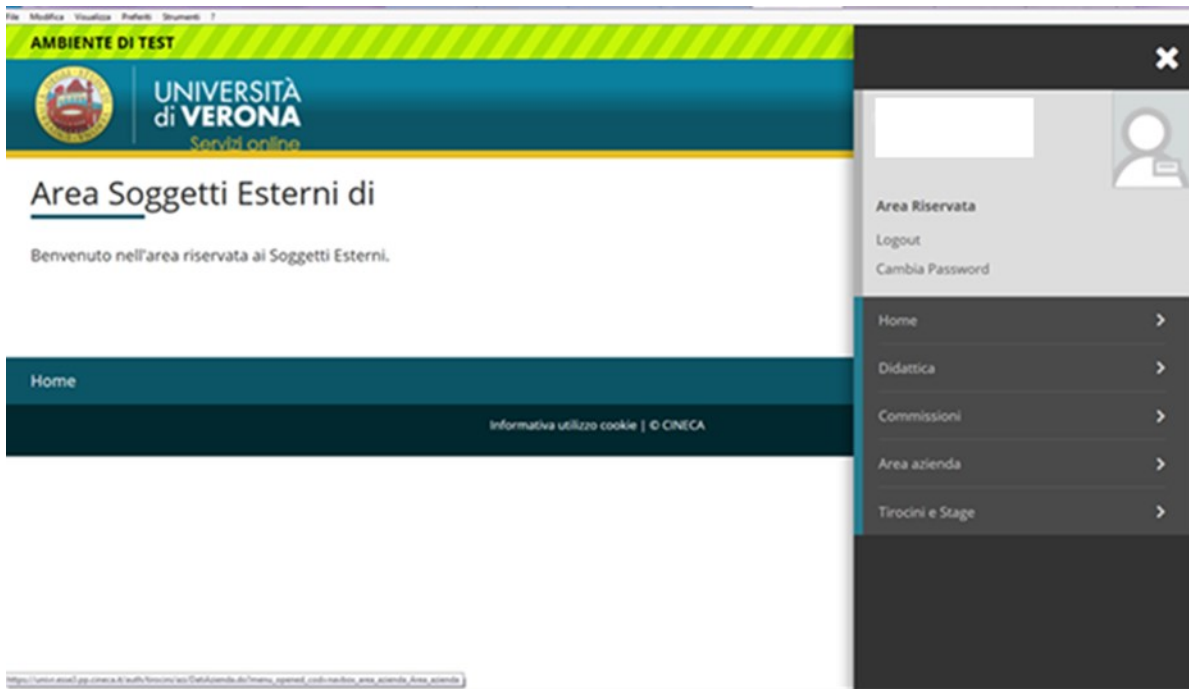 File Modifica Visualizza Preferiti Strumenti ?
AMBIENTE DI TEST
UNIVERSITÀ
di VERONA
Servizi online
Area Soggetti Esterni di
Benvenuto nell'area riservata ai Soggetti Esterni.
Home
Informativa utilizzo cookie | © CINECA
Area Riservata
Logout
Cambia Password
Home
Didattica
Commissioni
Area azienda
Tirocini e Stage